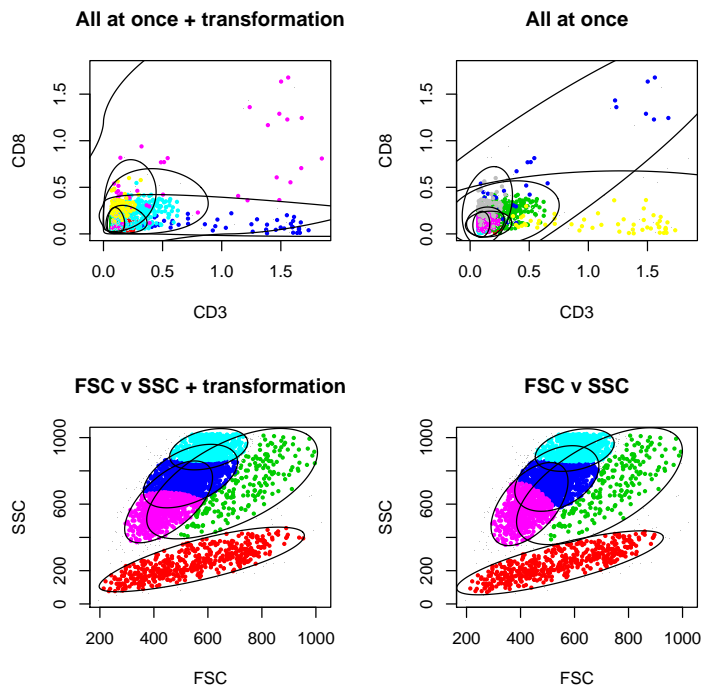 All at once + transformation
CD8
0.0 0.5 1.0 1.5
0.0 0.5 1.0 1.5
CD3
All at once
CD8
0.0 0.5 1.0 1.5
0.0 0.5 1.0 1.5
CD3
FSC v SSC + transformation
SSC
0 200 400 600 1000
200 400 600 800 1000
FSC
FSC v SSC
SSC
0 200 400 600 1000
200 400 600 800 1000
FSC